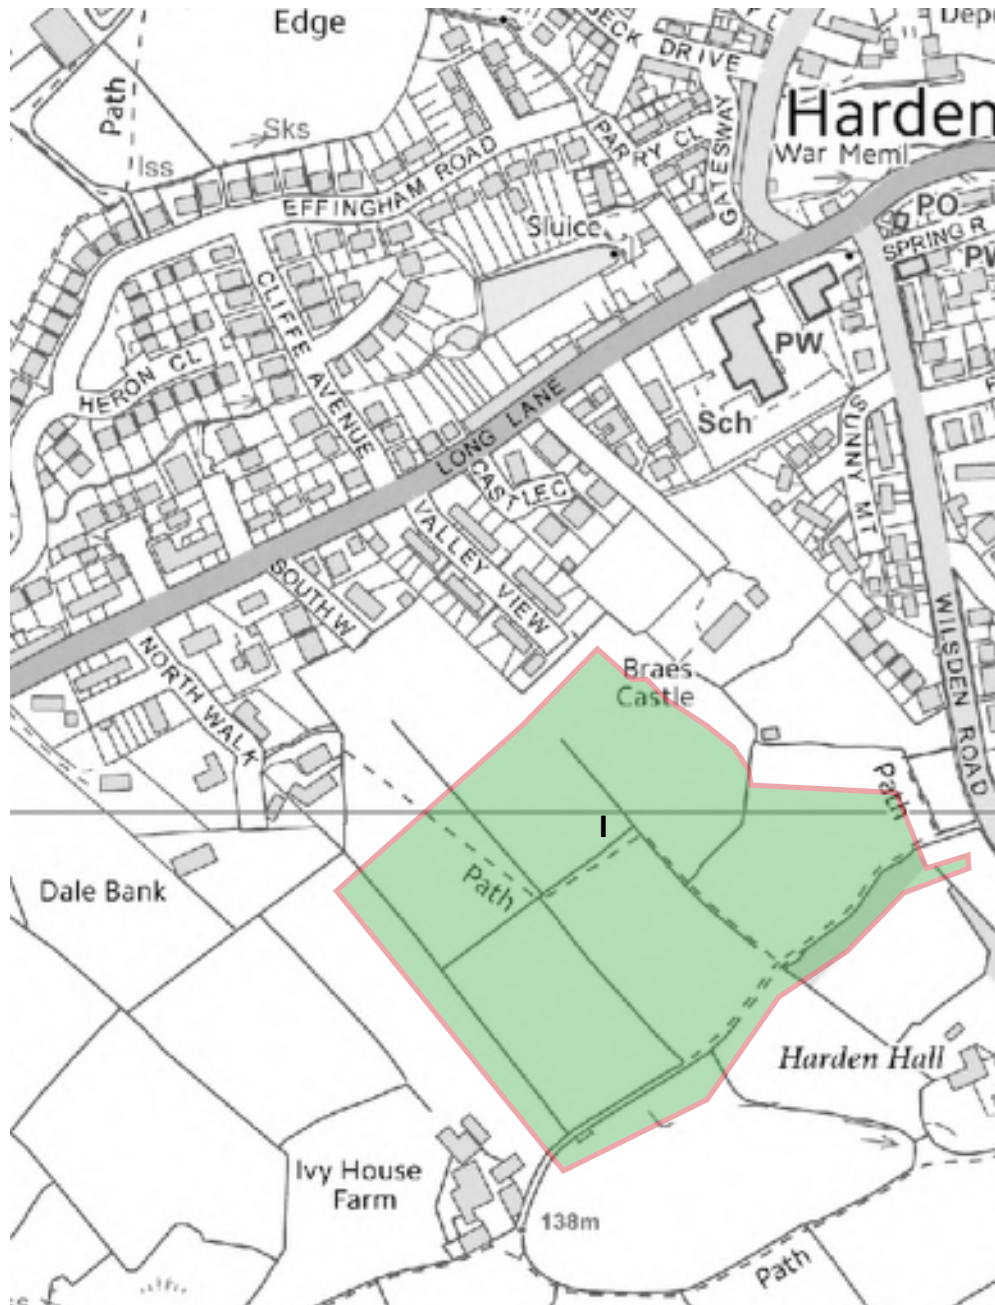 Edge
BECK DRIVE
Path
Harden
Sks
Iss
PARRY CL
GATESWAY
War Meml
EFFINGHAM ROAD
PO
Sluice
SPRING R
PW
CLIFFE AVENUE
HERON CL
PW
Sch
LONG LANE
SUNNY MT
CASTLE C
VALLEY VIEW
SOUTH W
NORTH WALK
WILSDEN ROAD
Braes
Castle
Path
I
Path
Dale Bank
Harden Hall
Ivy House
Farm
138m
Path